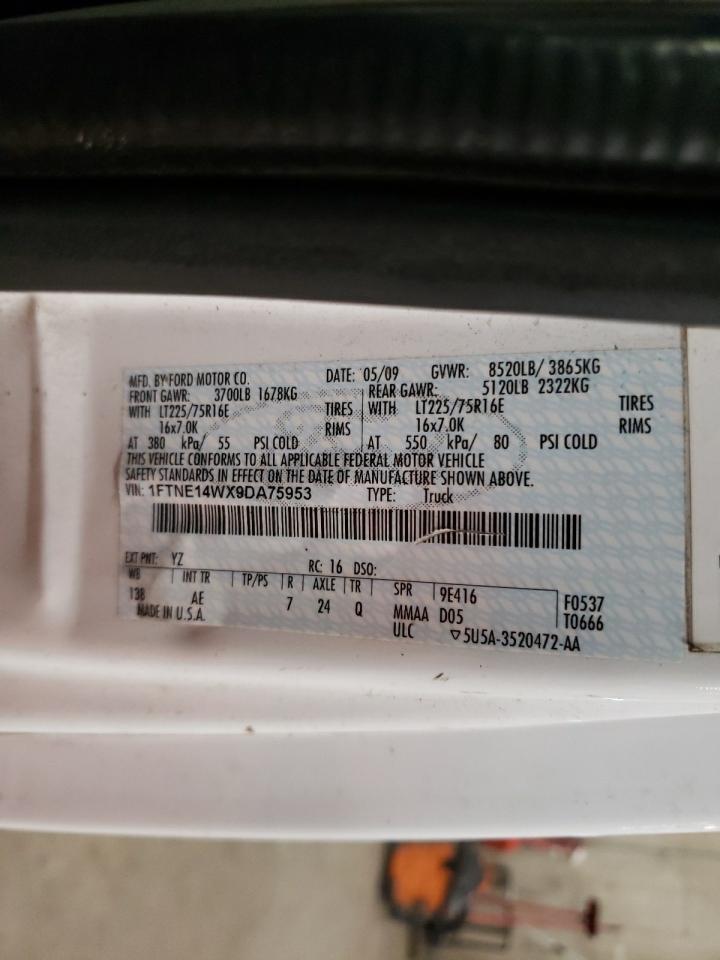 MFD. BY FORD MOTOR CO. DATE: 05/09 GVWR: 8520LB/ 3865KG
FRONT GAWR: 3700LB 1678KG REAR GAWR: 5120LB 2322KG
WITH LT225/75R16E TIRES WITH LT225/75R16E TIRES
16x7.0K RIMS 16x7.0K RIMS
AT 380 kPa/ 55 PSI COLD AT 550 kPa/ 80 PSI COLD
THIS VEHICLE CONFORMS TO ALL APPLICABLE FEDERAL MOTOR VEHICLE
SAFETY STANDARDS IN EFFECT ON THE DATE OF MANUFACTURE SHOWN ABOVE.
VIN: 1FTNE14WX9DA75953 TYPE: Truck
EXT PNT: YZ RC: 16 DSO:
WB INT TR TP/PS R AXLE TR SPR 9E416 F0537
138 AE 7 24 Q MMAA D05 T0666
MADE IN U.S.A. ULC 5U5A-3520472-AA